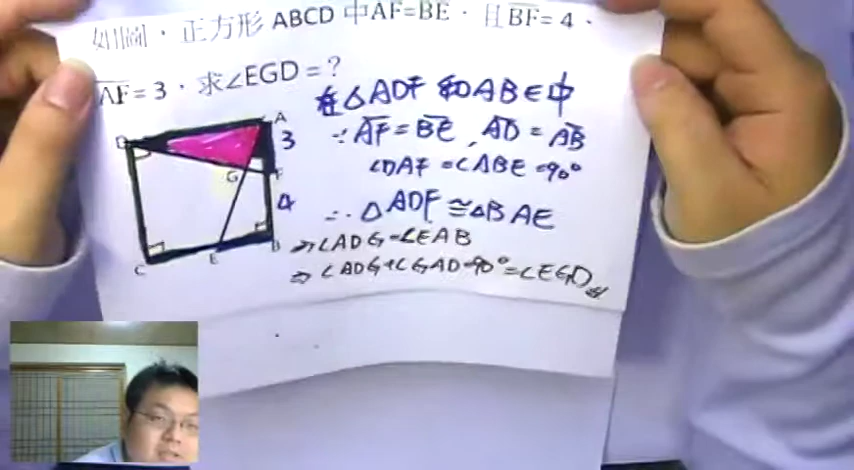 如圖，正方形 ABCD 中 AF=BE，且BF=4、
AF=3，求∠EGD=？
在△ADF 和ABE中
∵AF=BE，AD=AB
∠DAF=∠ABE=90°
∴△ADF≅△BAE
⇒∠ADG=∠EAB
⇒∠ADG+∠GAD=90°=∠EGD
A
3
D
G
F
4
B
E
C